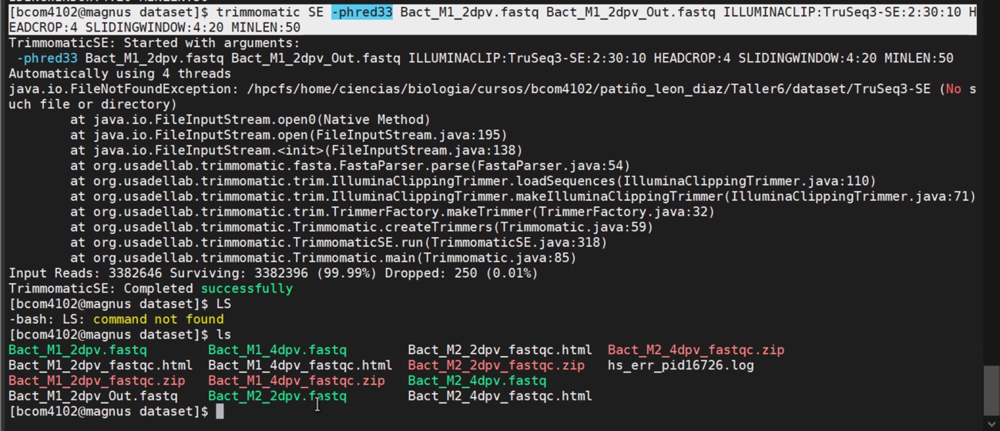 [bcom4102@magnus dataset]$ trimmomatic SE -phred33 Bact_M1_2dpv.fastq Bact_M1_2dpv_Out.fastq ILLUMINACLIP:TruSeq3-SE:2:30:10 H
EADCROP:4 SLIDINGWINDOW:4:20 MINLEN:50
TrimmomaticSE: Started with arguments:
 -phred33 Bact_M1_2dpv.fastq Bact_M1_2dpv_Out.fastq ILLUMINACLIP:TruSeq3-SE:2:30:10 HEADCROP:4 SLIDINGWINDOW:4:20 MINLEN:50
Automatically using 4 threads
java.io.FileNotFoundException: /hpcfs/home/ciencias/biologia/cursos/bcom4102/patiño_leon_diaz/Taller6/dataset/TruSeq3-SE (No s
uch file or directory)
        at java.io.FileInputStream.open0(Native Method)
        at java.io.FileInputStream.open(FileInputStream.java:195)
        at java.io.FileInputStream.<init>(FileInputStream.java:138)
        at org.usadellab.trimmomatic.fasta.FastaParser.parse(FastaParser.java:54)
        at org.usadellab.trimmomatic.trim.IlluminaClippingTrimmer.loadSequences(IlluminaClippingTrimmer.java:110)
        at org.usadellab.trimmomatic.trim.IlluminaClippingTrimmer.makeIlluminaClippingTrimmer(IlluminaClippingTrimmer.java:71)
        at org.usadellab.trimmomatic.trim.TrimmerFactory.makeTrimmer(TrimmerFactory.java:32)
        at org.usadellab.trimmomatic.Trimmomatic.createTrimmers(Trimmomatic.java:59)
        at org.usadellab.trimmomatic.TrimmomaticSE.run(TrimmomaticSE.java:318)
        at org.usadellab.trimmomatic.Trimmomatic.main(Trimmomatic.java:85)
Input Reads: 3382646 Surviving: 3382396 (99.99%) Dropped: 250 (0.01%)
TrimmomaticSE: Completed successfully
[bcom4102@magnus dataset]$ LS
-bash: LS: command not found
[bcom4102@magnus dataset]$ ls
Bact_M1_2dpv.fastq        Bact_M1_4dpv.fastq        Bact_M2_2dpv_fastqc.html  Bact_M2_4dpv_fastqc.zip
Bact_M1_2dpv_fastqc.html  Bact_M1_4dpv_fastqc.html  Bact_M2_2dpv_fastqc.zip   hs_err_pid16726.log
Bact_M1_2dpv_fastqc.zip   Bact_M1_4dpv_fastqc.zip   Bact_M2_4dpv.fastq
Bact_M1_2dpv_Out.fastq    Bact_M2_2dpv.fastq        Bact_M2_4dpv_fastqc.html
[bcom4102@magnus dataset]$